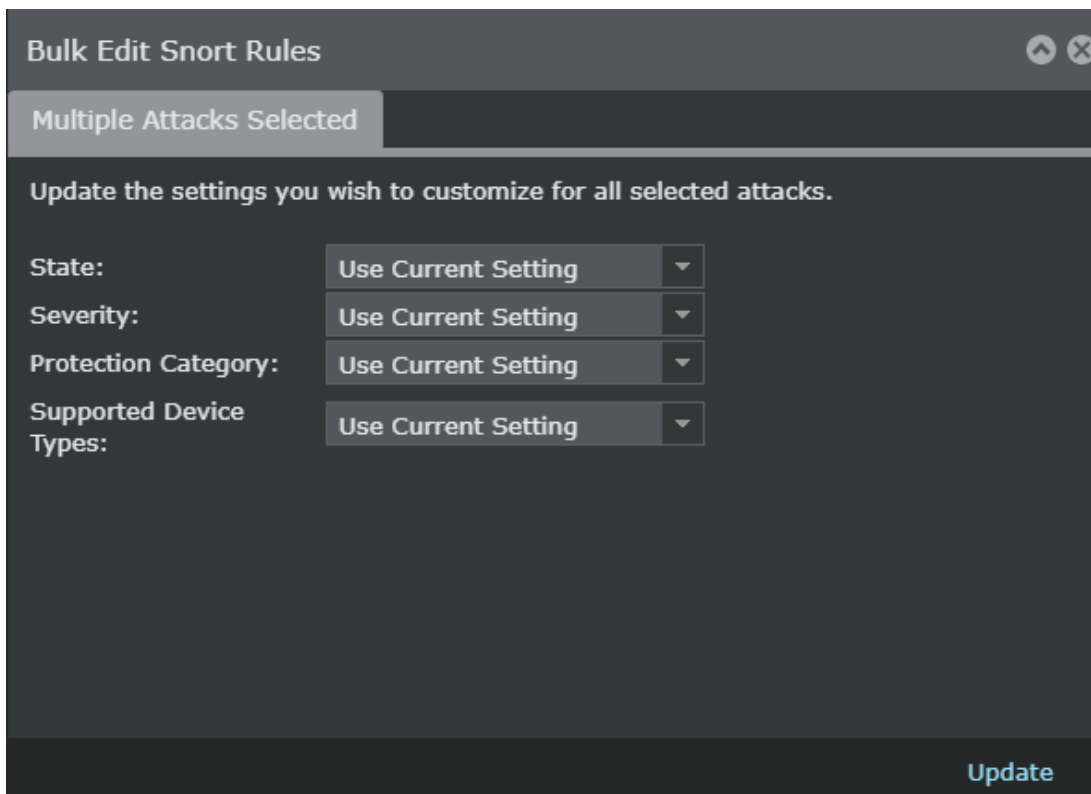 Bulk Edit Snort Rules
Multiple Attacks Selected
Update the settings you wish to customize for all selected attacks.
State: Use Current Setting
Severity: Use Current Setting
Protection Category: Use Current Setting
Supported Device
Types: Use Current Setting
Update